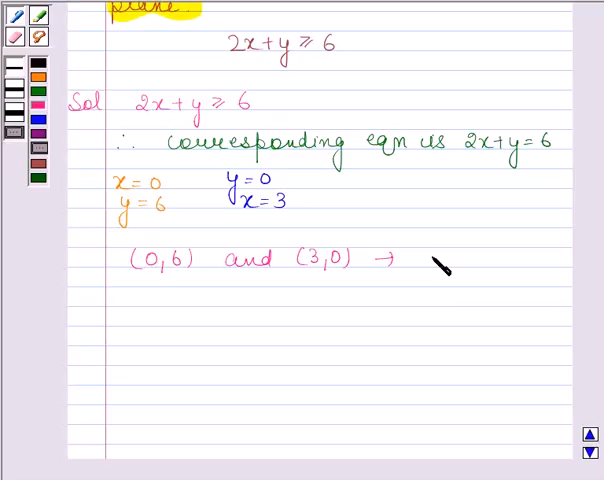 plane.
2x+y ≥ 6
Sol 2x+y ≥ 6
∴ corresponding eqn is 2x+y=6
x=0 y=0
y=6 x=3
(0,6) and (3,0) →